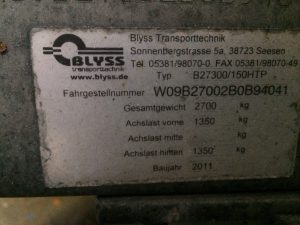 Blyss Transporttechnik
Sonnenbergstrasse 5a, 38723 Seesen
Tel. 05381/98070-0, FAX 05381/98070-49
BLYSS
transporttechnik
www.blyss.de
Typ B27300/150HTP
Fahrgestellnummer W09B27002B0B94041
Gesamtgewicht 2700 kg
Achslast vorne 1350 kg
Achslast mitte - kg
Achslast hinten 1350 kg
Baujahr 2011